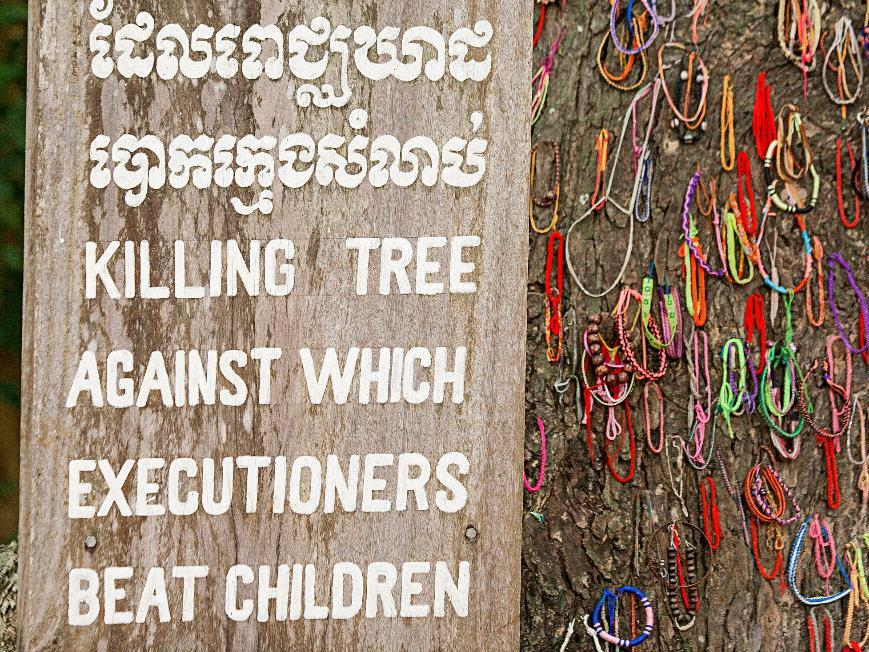 ដែលពេជ្ឈឃាដ
បោកក្មេងសំលាប់
KILLING TREE
AGAINST WHICH
EXECUTIONERS
BEAT CHILDREN